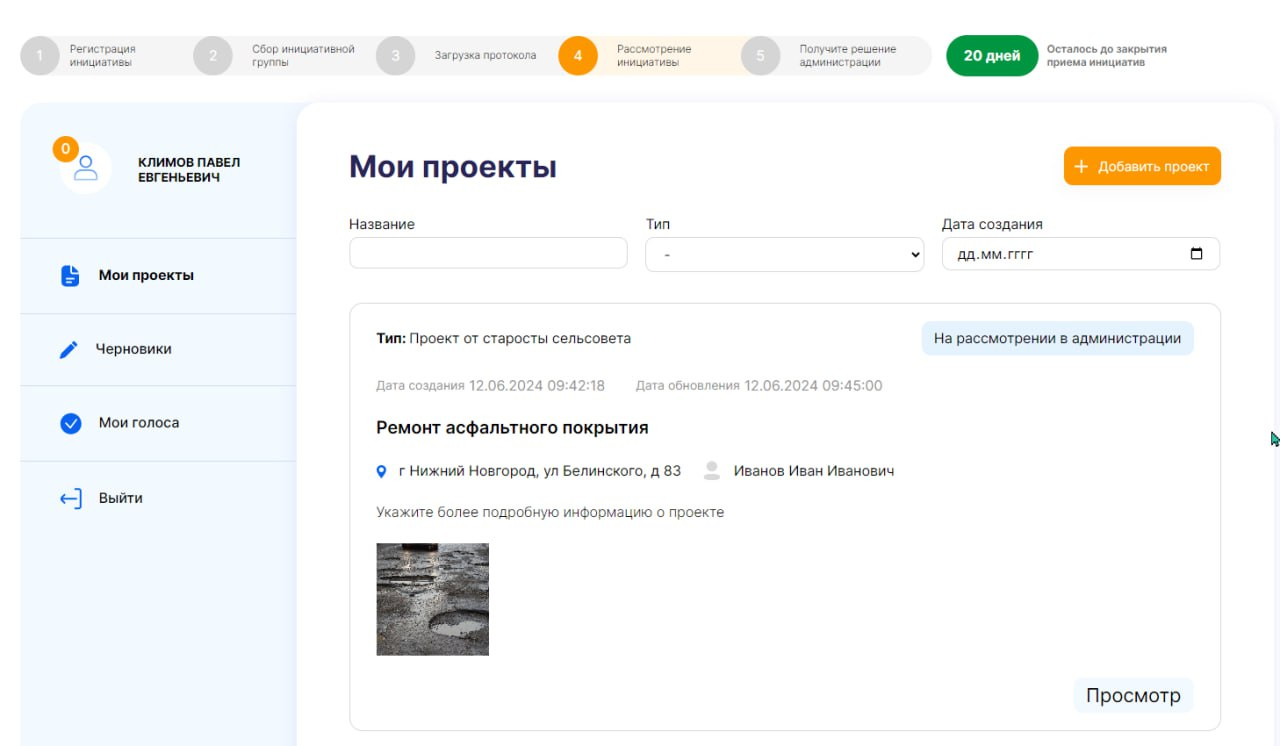 1 Регистрация
инициативы
2 Сбор инициативной
группы
3 Загрузка протокола
4 Рассмотрение
инициативы
5 Получите решение
администрации
20 дней Осталось до закрытия
приема инициатив
0
КЛИМОВ ПАВЕЛ
ЕВГЕНЬЕВИЧ
Мои проекты
Черновики
Мои голоса
Выйти
Мои проекты
+ Добавить проект
Название Тип Дата создания
- дд.мм.гггг
Тип: Проект от старосты сельсовета На рассмотрении в администрации
Дата создания 12.06.2024 09:42:18 Дата обновления 12.06.2024 09:45:00
Ремонт асфальтного покрытия
г Нижний Новгород, ул Белинского, д 83 Иванов Иван Иванович
Укажите более подробную информацию о проекте
Просмотр